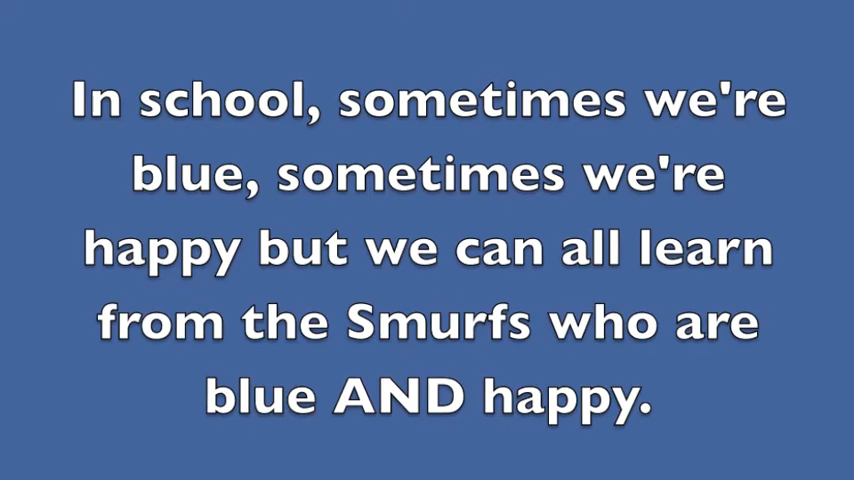 In school, sometimes we're
blue, sometimes we're
happy but we can all learn
from the Smurfs who are
blue AND happy.